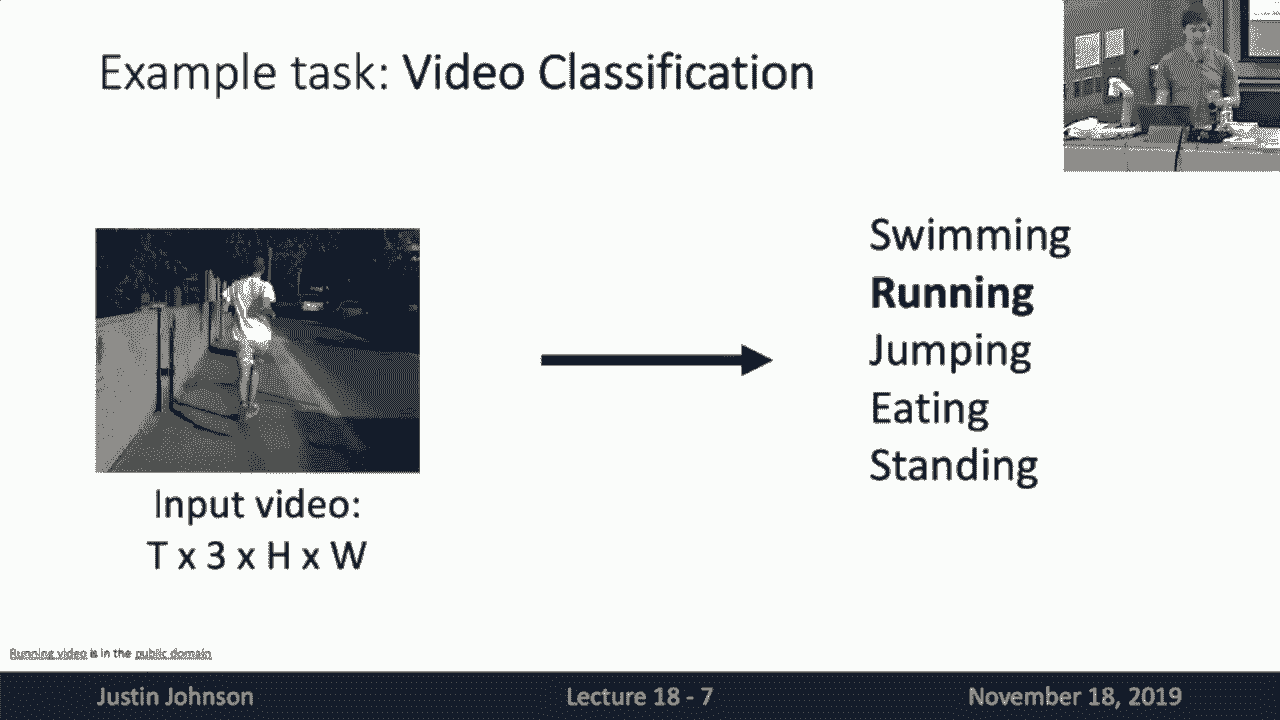 Example task: Video Classification
Swimming
Running
Jumping
Eating
Standing
Input video:
T x 3 x H x W
Running video is in the public domain
Justin Johnson
Lecture 18 - 7
November 18, 2019